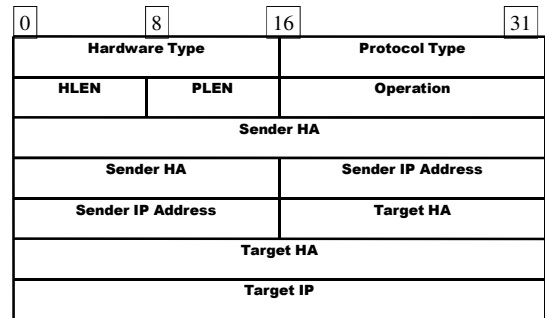 0 8 16 31
Hardware Type Protocol Type
HLEN PLEN Operation
Sender HA
Sender HA Sender IP Address
Sender IP Address Target HA
Target HA
Target IP